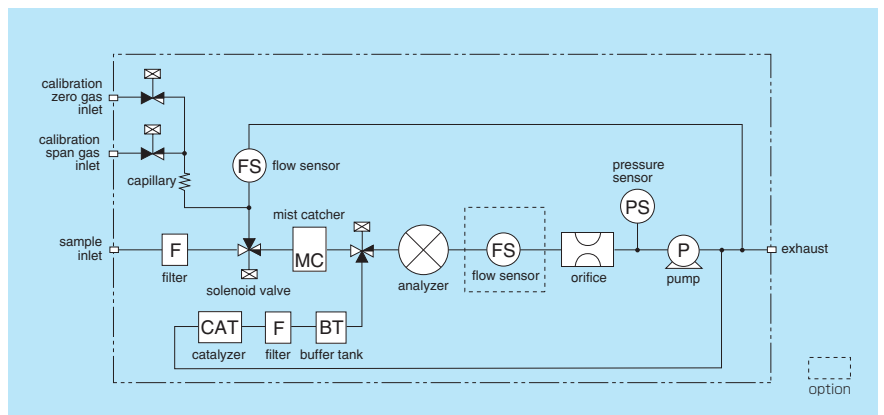 calibration
zero gas
inlet
calibration
span gas
inlet
capillary
FS
flow sensor
pressure
sensor
PS
mist catcher
sample
inlet
F
filter
solenoid valve
MC
analyzer
FS
flow sensor
orifice
P
pump
exhaust
CAT
catalyzer
F
filter
BT
buffer tank
option